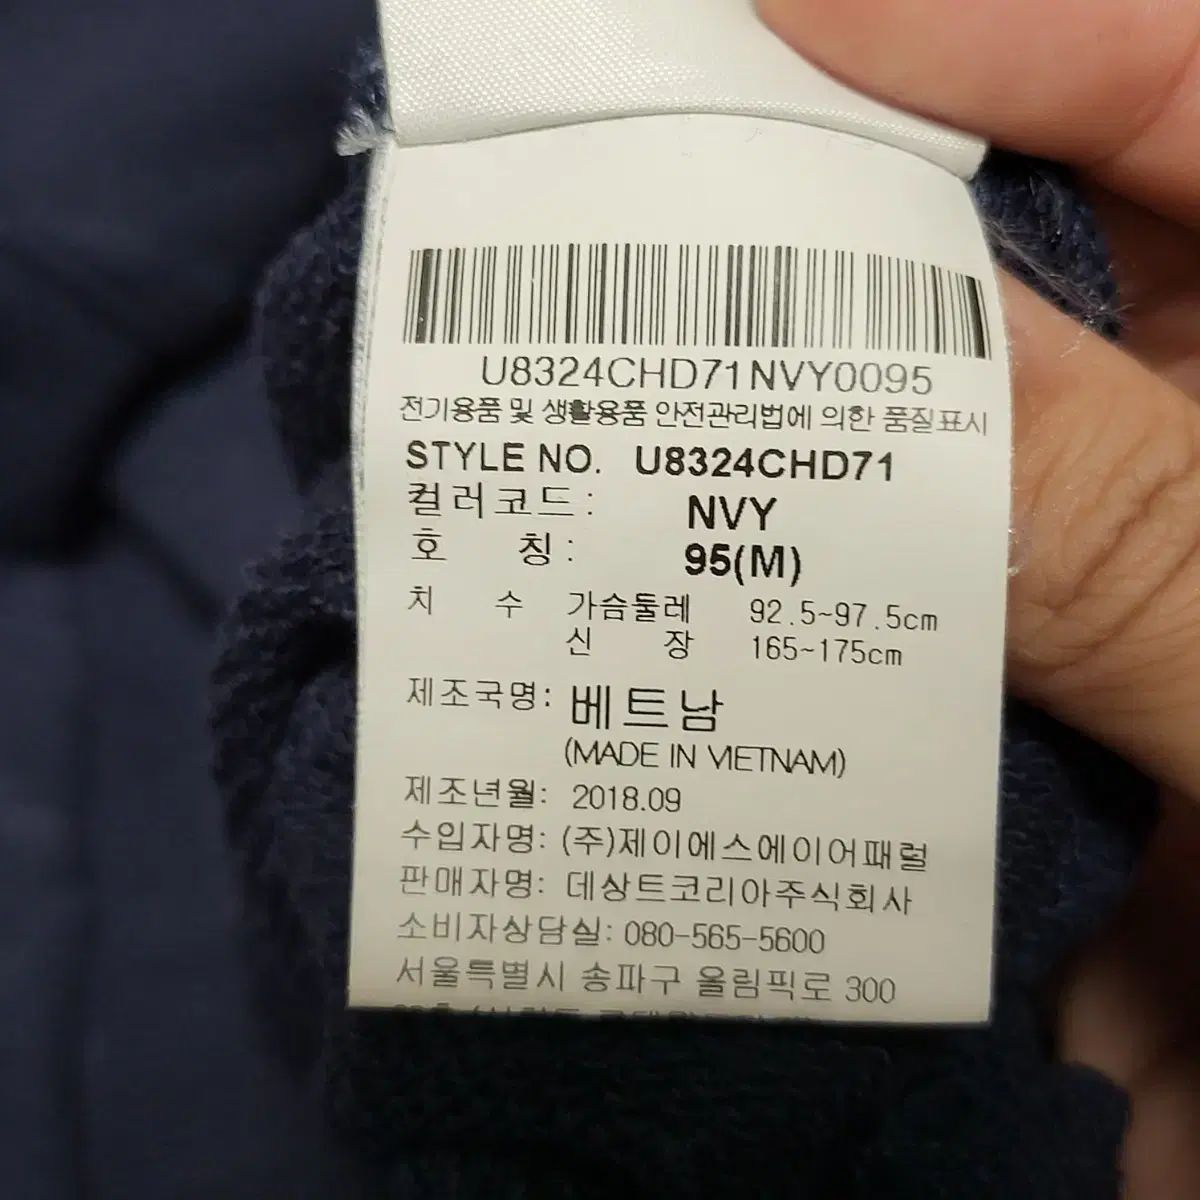 U8324CHD71NVY0095
전기용품 및 생활용품 안전관리법에 의한 품질표시
STYLE NO. U8324CHD71
컬러코드: NVY
호 칭: 95(M)
치 수 가슴둘레 92.5~97.5cm
신 장 165~175cm
제조국명: 베트남
(MADE IN VIETNAM)
제조년월: 2018.09
수입자명: (주)제이에스에이어패럴
판매자명: 데상트코리아주식회사
소비자상담실: 080-565-5600
서울특별시 송파구 올림픽로 300